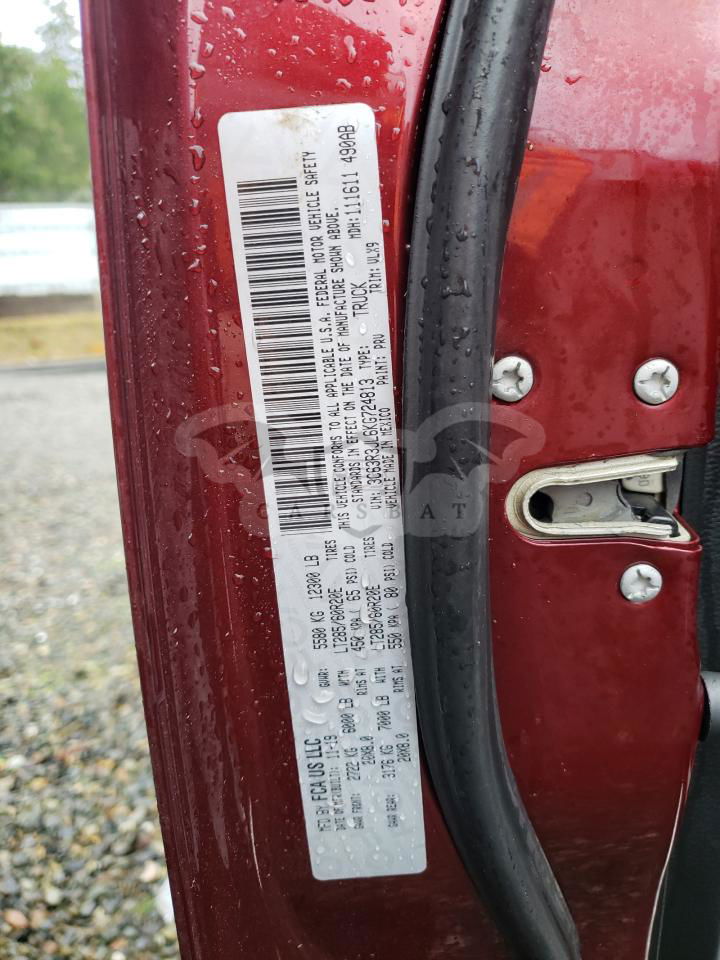 MFD BY FCA US LLC
DATE OF MFR(BUILT): 11-19 GVWR: 5580 KG 12300 LB
GAWR FRONT: 2722 KG 6000 LB WITH LT285/60R20E TIRES
20X8.0 RIMS AT 450 KPA( 65 PSI) COLD
GAWR REAR: 3176 KG 7000 LB WITH LT285/60R20E TIRES
20X8.0 RIMS AT 550 KPA( 80 PSI) COLD
THIS VEHICLE CONFORMS TO ALL APPLICABLE U.S.A. FEDERAL MOTOR VEHICLE SAFETY
STANDARDS IN EFFECT ON THE DATE OF MANUFACTURE SHOWN ABOVE.
VIN: 3C63R3JL6KG724813 TYPE: TRUCK MDH: 111611 490AB
VEHICLE MADE IN MEXICO PAINT: PRV TRIM: VLX9
CARSBAT